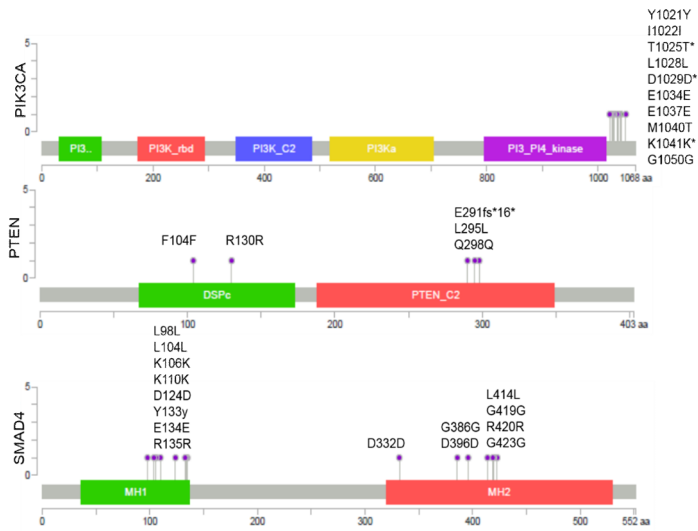 Y1021Y
I1022I
T1025T*
L1028L
D1029D*
E1034E
E1037E
M1040T
K1041K*
G1050G
PIK3CA
5
0
PI3..
PI3K_rbd
PI3K_C2
PI3Ka
PI3_PI4_kinase
0 200 400 600 800 1000 1068 aa
PTEN
5
0
F104F
R130R
E291fs*16*
L295L
Q298Q
DSPc
PTEN_C2
0 100 200 300 403 aa
SMAD4
5
0
L98L
L104L
K106K
K110K
D124D
Y133y
E134E
R135R
D332D
G386G
D396D
L414L
G419G
R420R
G423G
MH1
MH2
0 100 200 300 400 500 552 aa